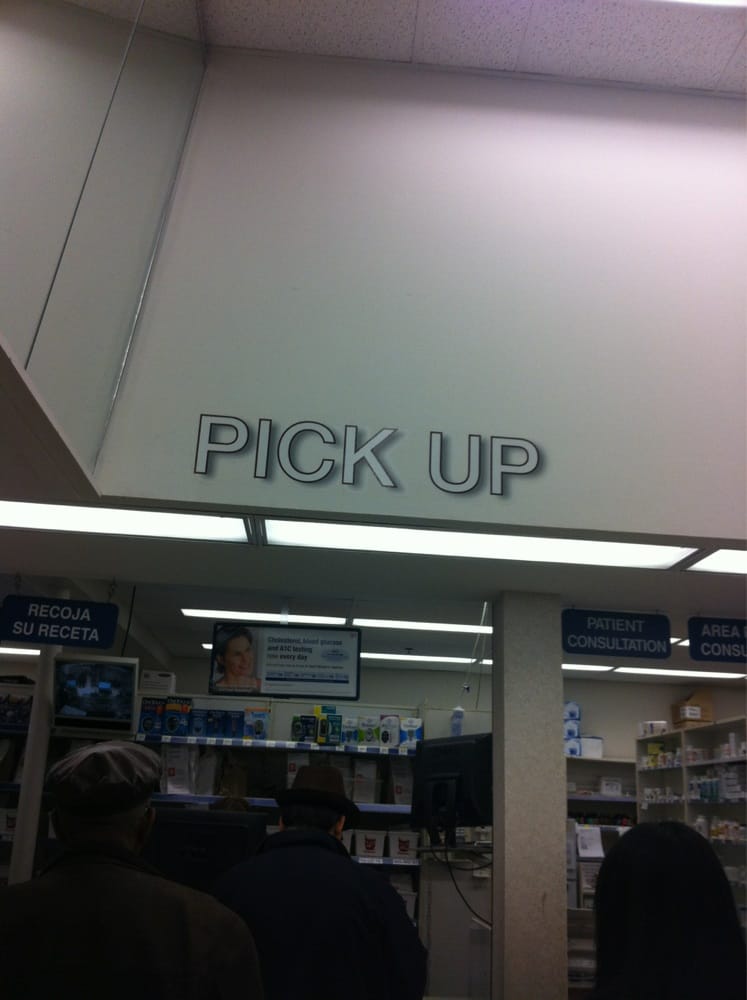 PICK UP
RECOJA
SU RECETA
Cholesterol, blood glucose
and A1C testing
now every day
PATIENT
CONSULTATION
AREA
CONSU